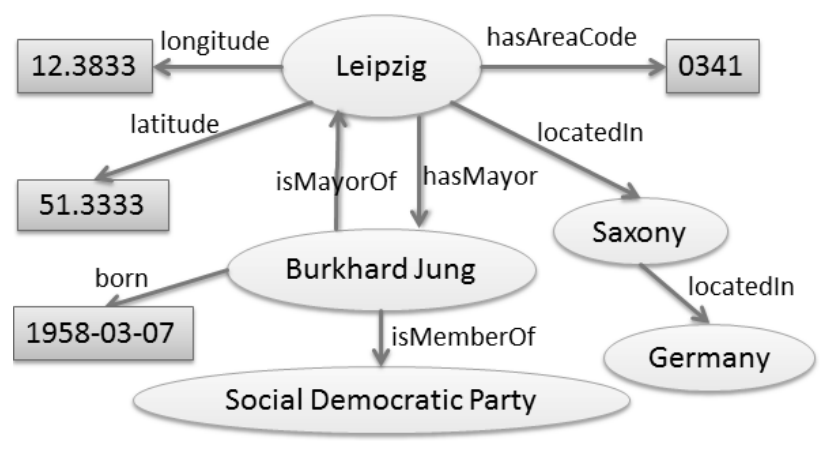 longitude
hasAreaCode
12.3833
Leipzig
0341
latitude
locatedIn
isMayorOf
hasMayor
51.3333
Saxony
Burkhard Jung
born
locatedIn
1958-03-07
isMemberOf
Germany
Social Democratic Party